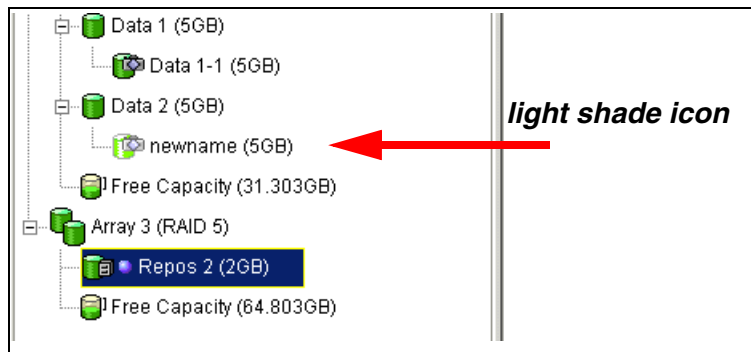 Data 1 (5GB)
Data 1-1 (5GB)
Data 2 (5GB)
light shade icon
newname (5GB)
Free Capacity (31.303GB)
Array 3 (RAID 5)
Repos 2 (2GB)
Free Capacity (64.803GB)